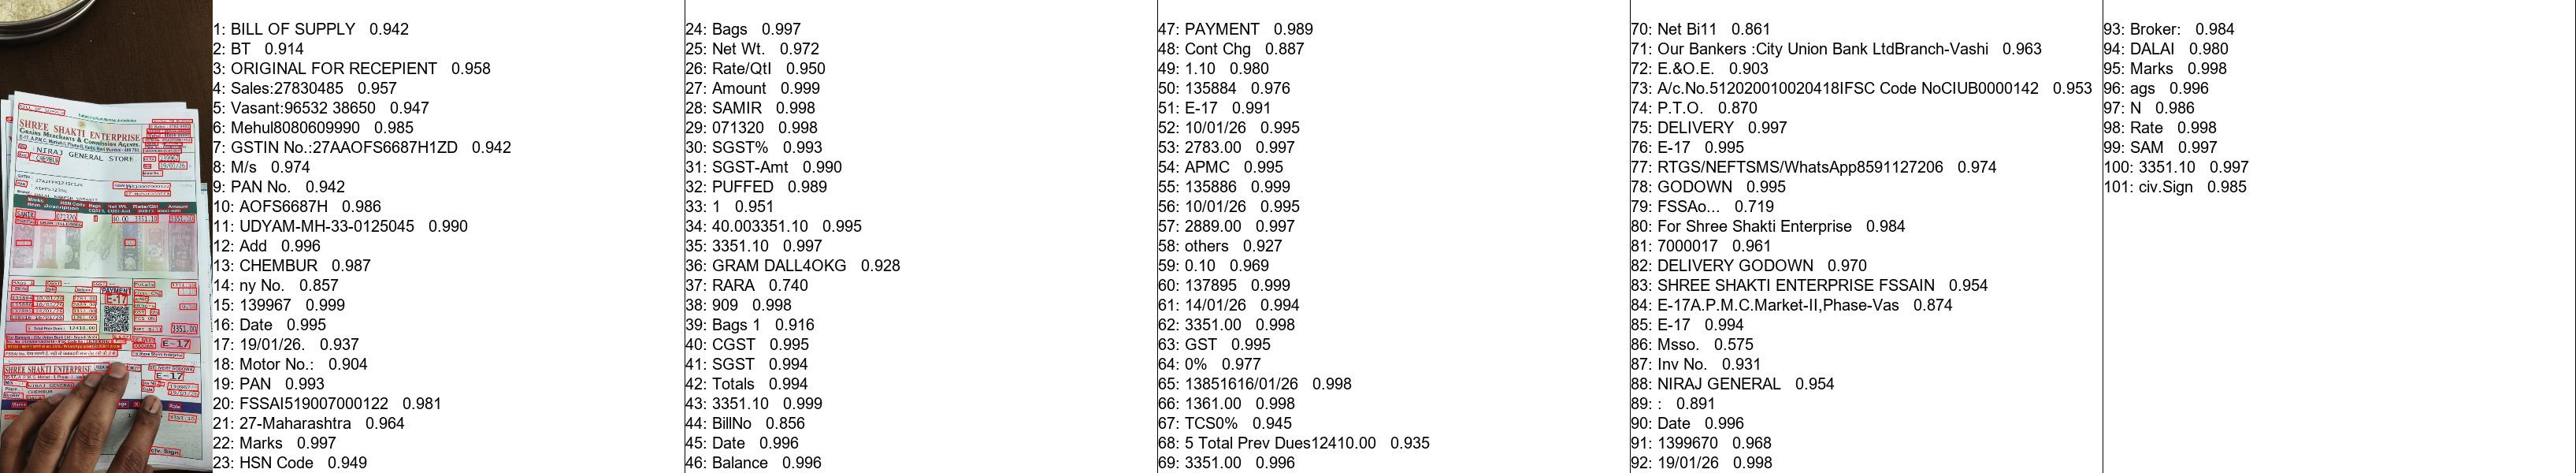 SHREE SHAKTI ENTERPRISE
Grains Merchants & Commission Agents.
NIRAJ GENERAL STORE
CHEMBUR
PAYMENT
E-17
12410.00
3351.00
E-17
SHREE SHAKTI ENTERPRISE
E-17
1: BILL OF SUPPLY 0.942
2: BT 0.914
3: ORIGINAL FOR RECEPIENT 0.958
4: Sales:27830485 0.957
5: Vasant:96532 38650 0.947
6: Mehul8080609990 0.985
7: GSTIN No.:27AAOFS6687H1ZD 0.942
8: M/s 0.974
9: PAN No. 0.942
10: AOFS6687H 0.986
11: UDYAM-MH-33-0125045 0.990
12: Add 0.996
13: CHEMBUR 0.987
14: ny No. 0.857
15: 139967 0.999
16: Date 0.995
17: 19/01/26. 0.937
18: Motor No.: 0.904
19: PAN 0.993
20: FSSAI519007000122 0.981
21: 27-Maharashtra 0.964
22: Marks 0.997
23: HSN Code 0.949
24: Bags 0.997
25: Net Wt. 0.972
26: Rate/Qtl 0.950
27: Amount 0.999
28: SAMIR 0.998
29: 071320 0.998
30: SGST% 0.993
31: SGST-Amt 0.990
32: PUFFED 0.989
33: 1 0.951
34: 40.003351.10 0.995
35: 3351.10 0.997
36: GRAM DALL4OKG 0.928
37: RARA 0.740
38: 909 0.998
39: Bags 1 0.916
40: CGST 0.995
41: SGST 0.994
42: Totals 0.994
43: 3351.10 0.999
44: BillNo 0.856
45: Date 0.996
46: Balance 0.996
47: PAYMENT 0.989
48: Cont Chg 0.887
49: 1.10 0.980
50: 135884 0.976
51: E-17 0.991
52: 10/01/26 0.995
53: 2783.00 0.997
54: APMC 0.995
55: 135886 0.999
56: 10/01/26 0.995
57: 2889.00 0.997
58: others 0.927
59: 0.10 0.969
60: 137895 0.999
61: 14/01/26 0.994
62: 3351.00 0.998
63: GST 0.995
64: 0% 0.977
65: 13851616/01/26 0.998
66: 1361.00 0.998
67: TCS0% 0.945
68: 5 Total Prev Dues12410.00 0.935
69: 3351.00 0.996
70: Net Bi11 0.861
71: Our Bankers :City Union Bank LtdBranch-Vashi 0.963
72: E.&O.E. 0.903
73: A/c.No.512020010020418IFSC Code NoCIUB0000142 0.953
74: P.T.O. 0.870
75: DELIVERY 0.997
76: E-17 0.995
77: RTGS/NEFTSMS/WhatsApp8591127206 0.974
78: GODOWN 0.995
79: FSSAo... 0.719
80: For Shree Shakti Enterprise 0.984
81: 7000017 0.961
82: DELIVERY GODOWN 0.970
83: SHREE SHAKTI ENTERPRISE FSSAIN 0.954
84: E-17A.P.M.C.Market-II,Phase-Vas 0.874
85: E-17 0.994
86: Msso. 0.575
87: Inv No. 0.931
88: NIRAJ GENERAL 0.954
89: : 0.891
90: Date 0.996
91: 1399670 0.968
92: 19/01/26 0.998
93: Broker: 0.984
94: DALAI 0.980
95: Marks 0.998
96: ags 0.996
97: N 0.986
98: Rate 0.998
99: SAM 0.997
100: 3351.10 0.997
101: civ.Sign 0.985